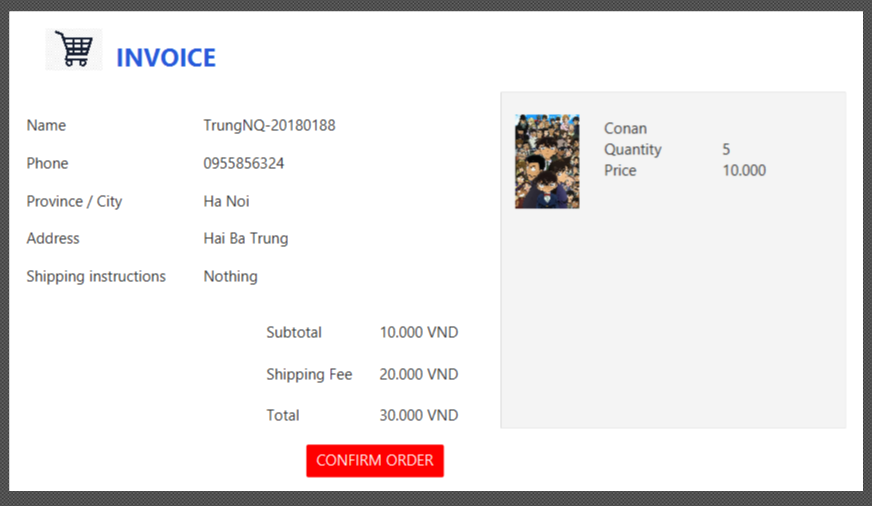 INVOICE
Name TrungNQ-20180188
Phone 0955856324
Province / City Ha Noi
Address Hai Ba Trung
Shipping instructions Nothing
Subtotal 10.000 VND
Shipping Fee 20.000 VND
Total 30.000 VND
CONFIRM ORDER
Conan
Quantity 5
Price 10.000